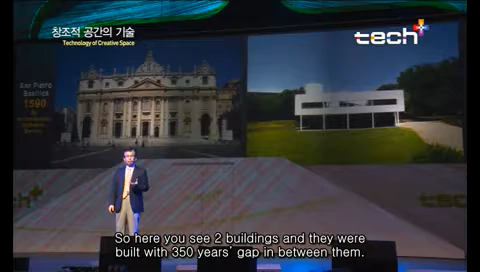 창조적 공간의 기술
Technology of Creative Space
tech+
San Pietro
Basilica
1590
So here you see 2 buildings and they were
built with 350 years' gap in between them.